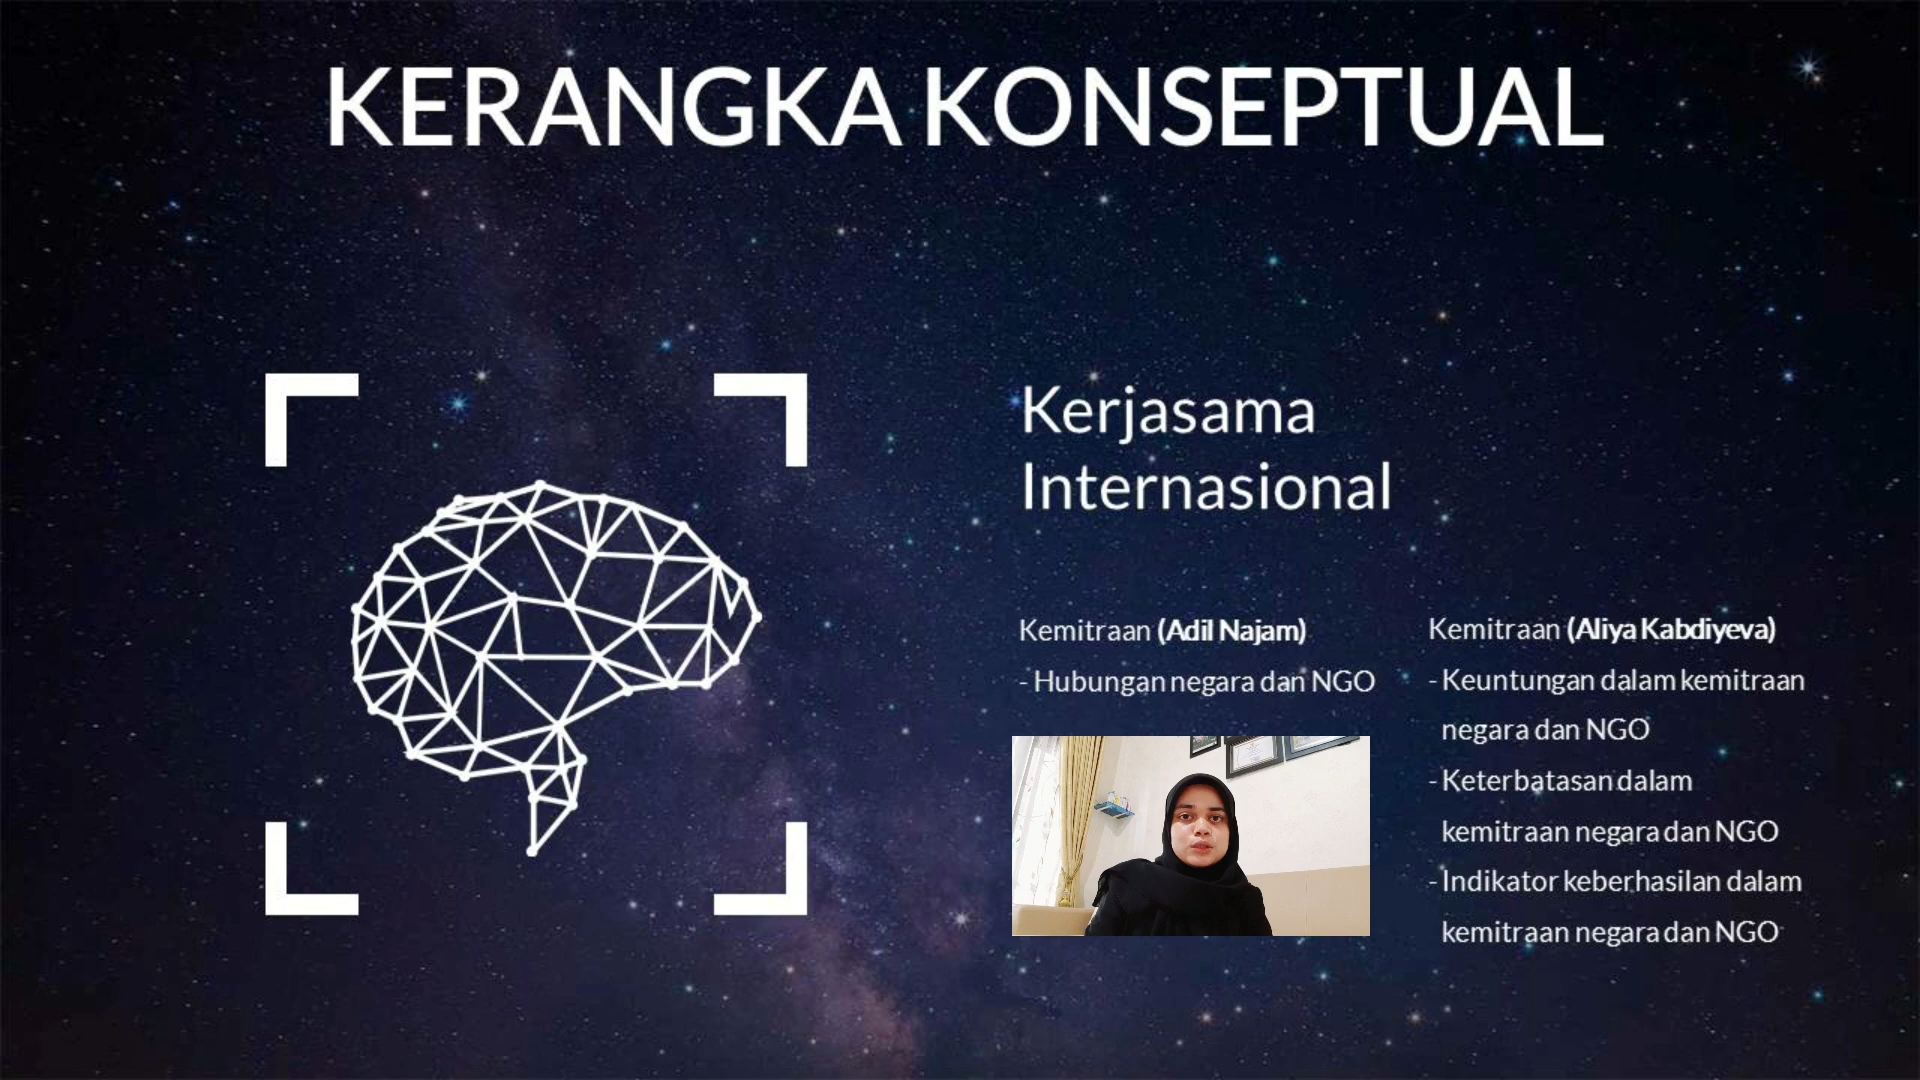 KERANGKA KONSEPTUAL
Kerjasama
Internasional
Kemitraan (Adil Najam)
- Hubungan negara dan NGO
Kemitraan (Aliya Kabdiyeva)
- Keuntungan dalam kemitraan
negara dan NGO
- Keterbatasan dalam
kemitraan negara dan NGO
- Indikator keberhasilan dalam
kemitraan negara dan NGO